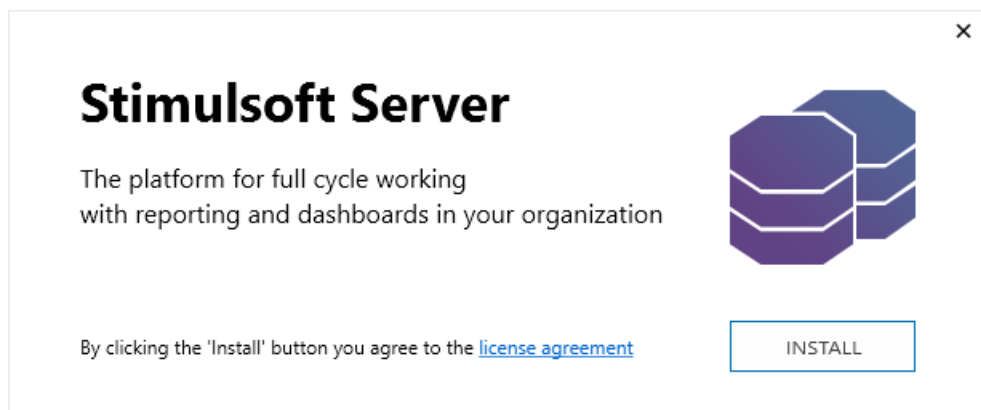 Stimulsoft Server
The platform for full cycle working
with reporting and dashboards in your organization
By clicking the 'Install' button you agree to the license agreement
INSTALL